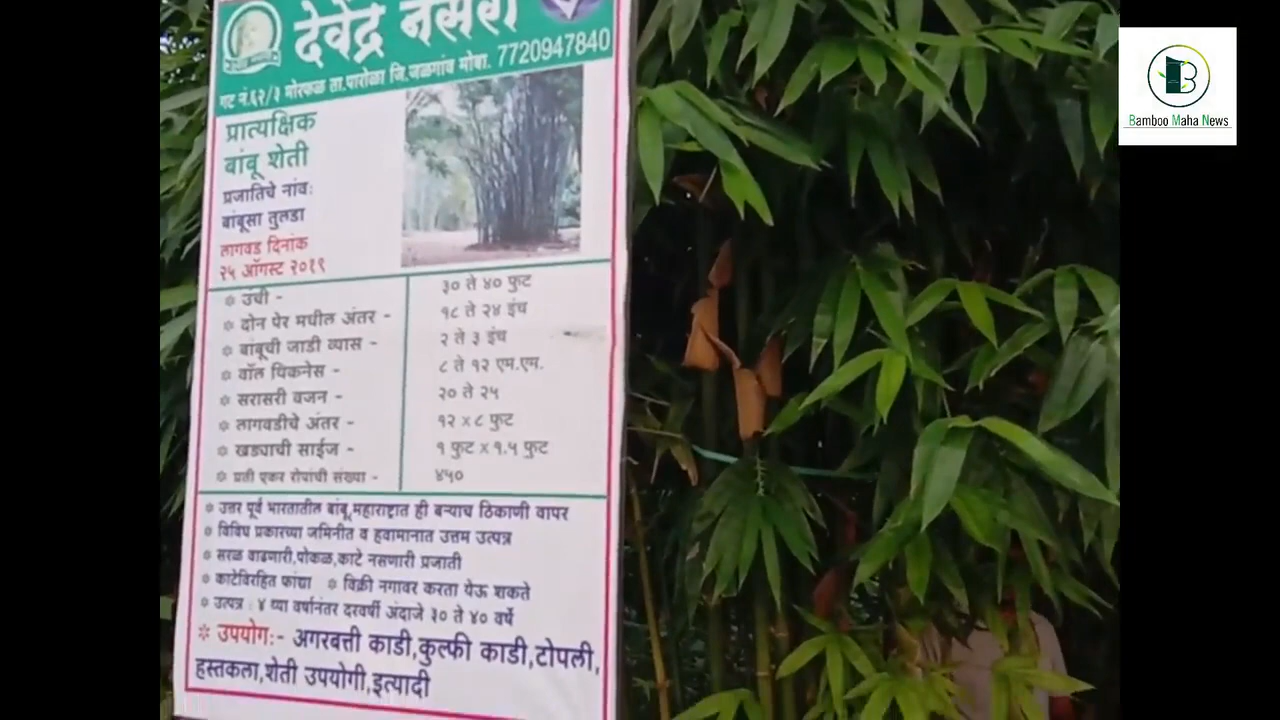 देवेंद्र नर्सरी
गट नं.६२/३ मोरफळ ता.पारोळा जि.जळगांव मोबा. 7720947840
प्रात्यक्षिक
बांबू शेती
प्रजातिचे नांवः
बांबूसा तुलडा
लागवड दिनांक
२५ ऑगस्ट २०१९
उंची - ३० ते ४० फुट
दोन पेर मधील अंतर - १८ ते २४ इंच
बांबूची जाडी व्यास - २ ते ३ इंच
वॉल थिकनेस - ८ ते १२ एम.एम.
सरासरी वजन - २० ते २५
लागवडीचे अंतर - १२ x ८ फुट
खड्याची साईज - १ फुट x १.५ फुट
प्रती एकर रोपांची संख्या - ४५०
उत्तर पूर्व भारतातील बांबू,महाराष्ट्रात ही बऱ्याच ठिकाणी वापर
विविध प्रकारच्या जमिनीत व हवामानात उत्तम उत्पन्न
सरळ वाढणारी,पोकळ,काटे नसणारी प्रजाती
काटेविरहित फांद्या विक्री नगावर करता येऊ शकते
उत्पन्न : ४ थ्या वर्षानंतर दरवर्षी अंदाजे ३० ते ४० वर्षे
उपयोगः- अगरबत्ती काडी,कुल्फी काडी,टोपली,
हस्तकला,शेती उपयोगी,इत्यादी
Bamboo Maha News